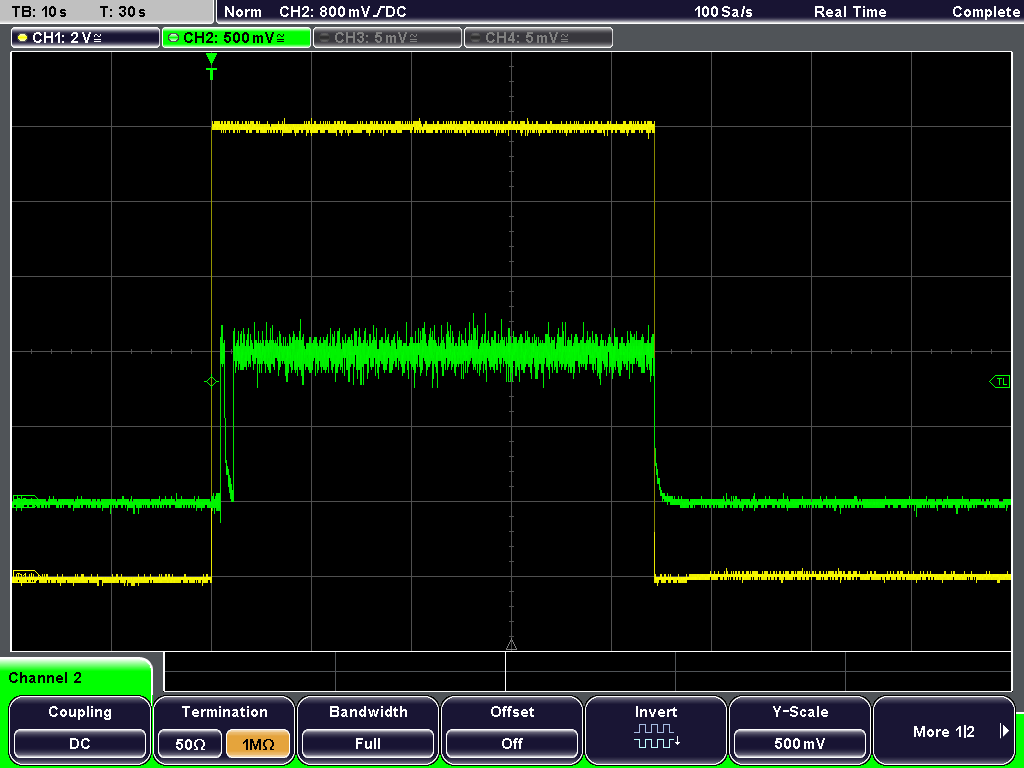 TB: 10 s T: 30 s Norm CH2: 800 mV DC 100 Sa/s Real Time Complete
CH1: 2 V CH2: 500 mV CH3: 5 mV CH4: 5 mV
T
TL
Channel 2
Coupling Termination Bandwidth Offset Invert Y-Scale More 1|2
DC 50Ω 1MΩ Full Off 500 mV